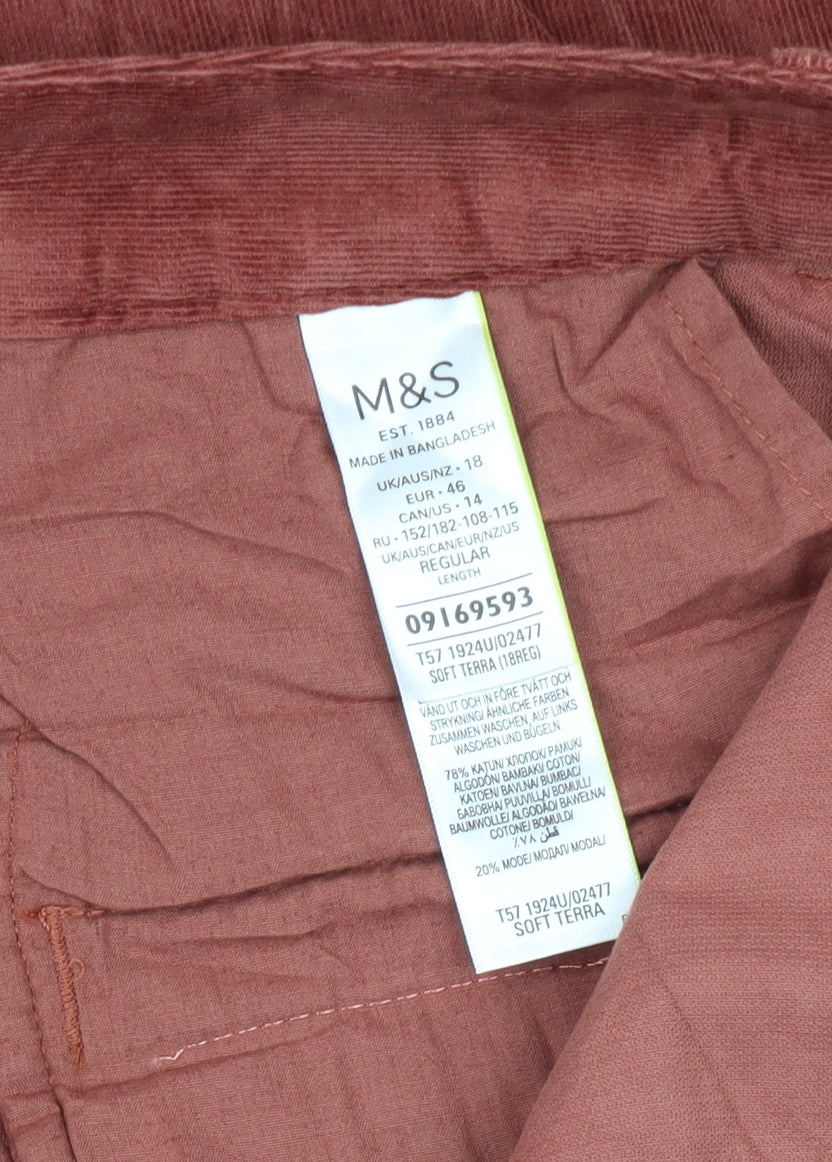 M&S
EST. 1884
MADE IN BANGLADESH
UK/AUS/NZ • 18
EUR • 46
CAN/US • 14
RU • 152/182-108-115
UK/AUS/CAN/EUR/NZ/US
REGULAR
LENGTH
09169593
T57 1924U/02477
SOFT TERRA (18REG)
VÄND UT OCH IN FÖRE TVÄTT OCH
STRYKNING/ ÄHNLICHE FARBEN
ZUSAMMEN WASCHEN, AUF LINKS
WASCHEN UND BÜGELN
78% KATUN/ ХЛОПОК/ PAMUK/
ALGODÓN/ BAMBAKI/ COTON/
KATOEN/ BAVLNA/ BUMBAC/
БАВОВНА/ PUUVILLA/ BOMULL/
BAUMWOLLE/ ALGODÃO/ BAWEŁNA/
COTONE/ BOMULD/
قطن ٧٨٪
20% MODE/ МОДАЛ/ MODAL/
T57 1924U/02477
SOFT TERRA